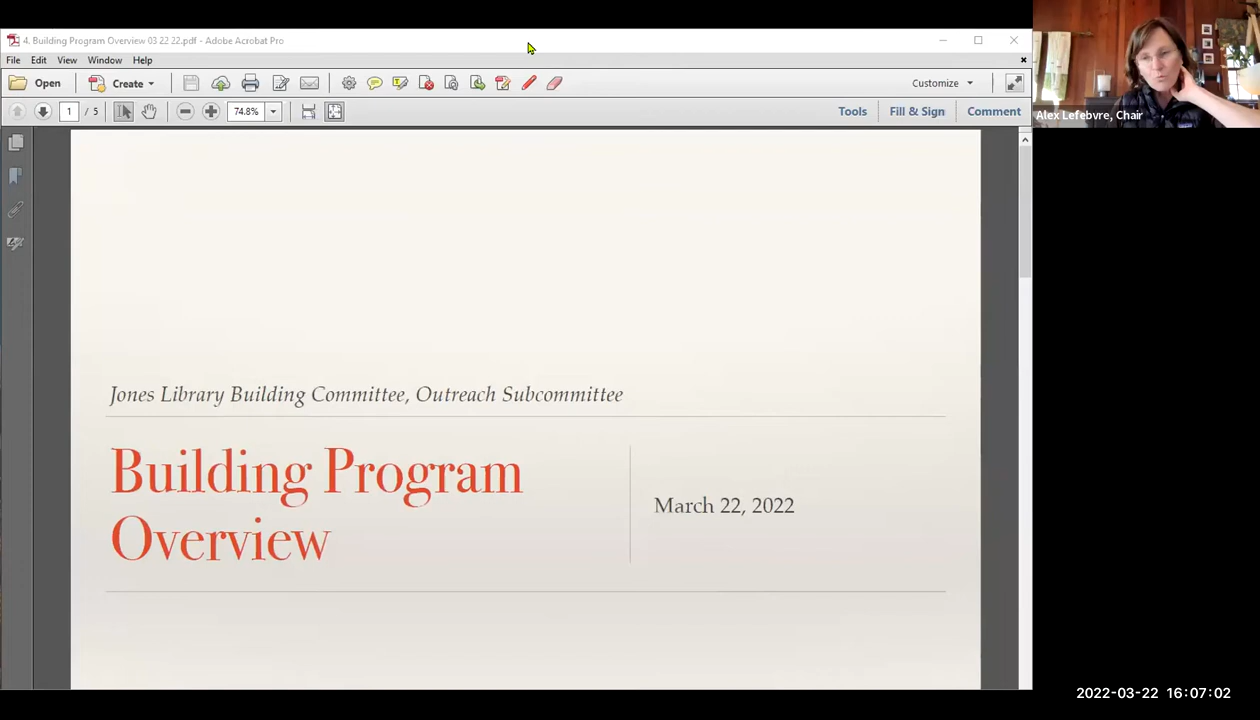 4. Building Program Overview 03 22 22.pdf - Adobe Acrobat Pro
File Edit View Window Help
Open Create Customize
1 / 5 74.8% Tools Fill & Sign Comment
Alex Lefebvre, Chair
Jones Library Building Committee, Outreach Subcommittee
Building Program
Overview
March 22, 2022
2022-03-22 16:07:02